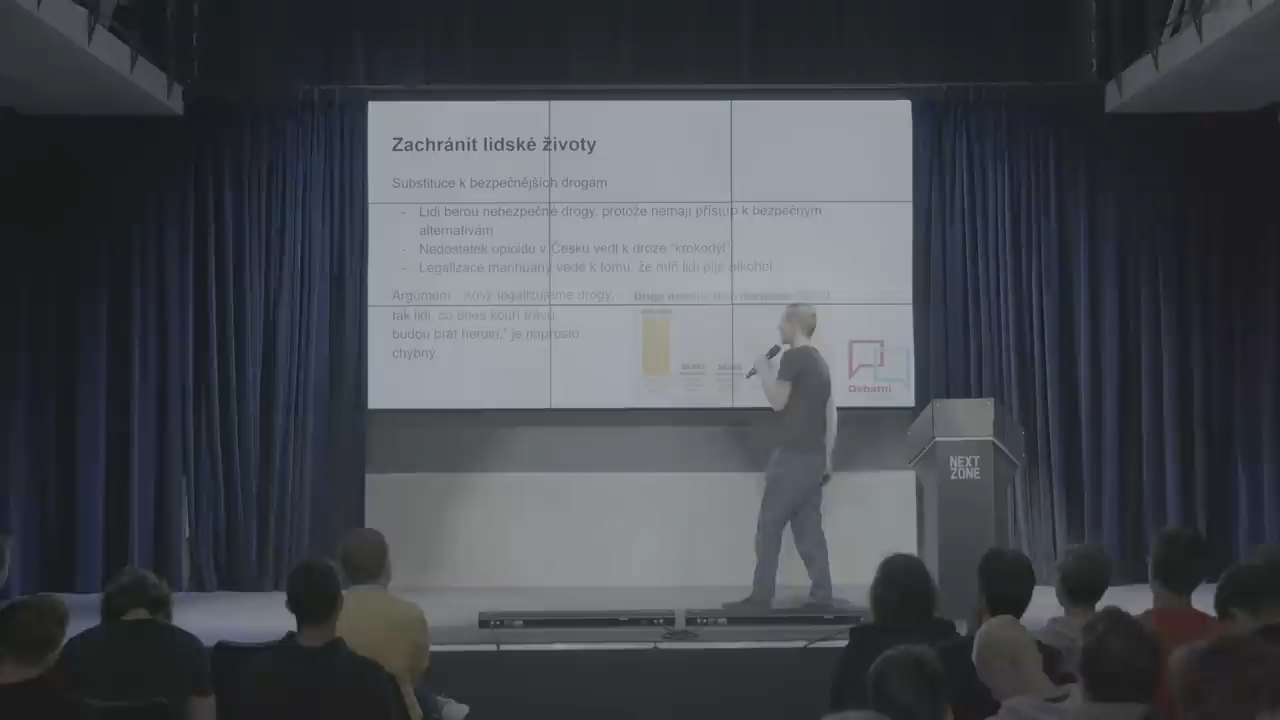 Zachránit lidské životy
Substituce k bezpečnějších drogám
- Lidi berou nebezpečné drogy, protože nemají přístup k bezpečným
alternativám
- Nedostatek opioidu v Česku vedl k droze "krokodýl"
- Legalizace marihuany vede k tomu, že míň lidí pije alkohol
Argument "Když legalizujeme drogy,
tak lidi, co dnes kouří trávu,
budou brát heroin," je naprosto
chybný.
Debatní
NEXT
ZONE